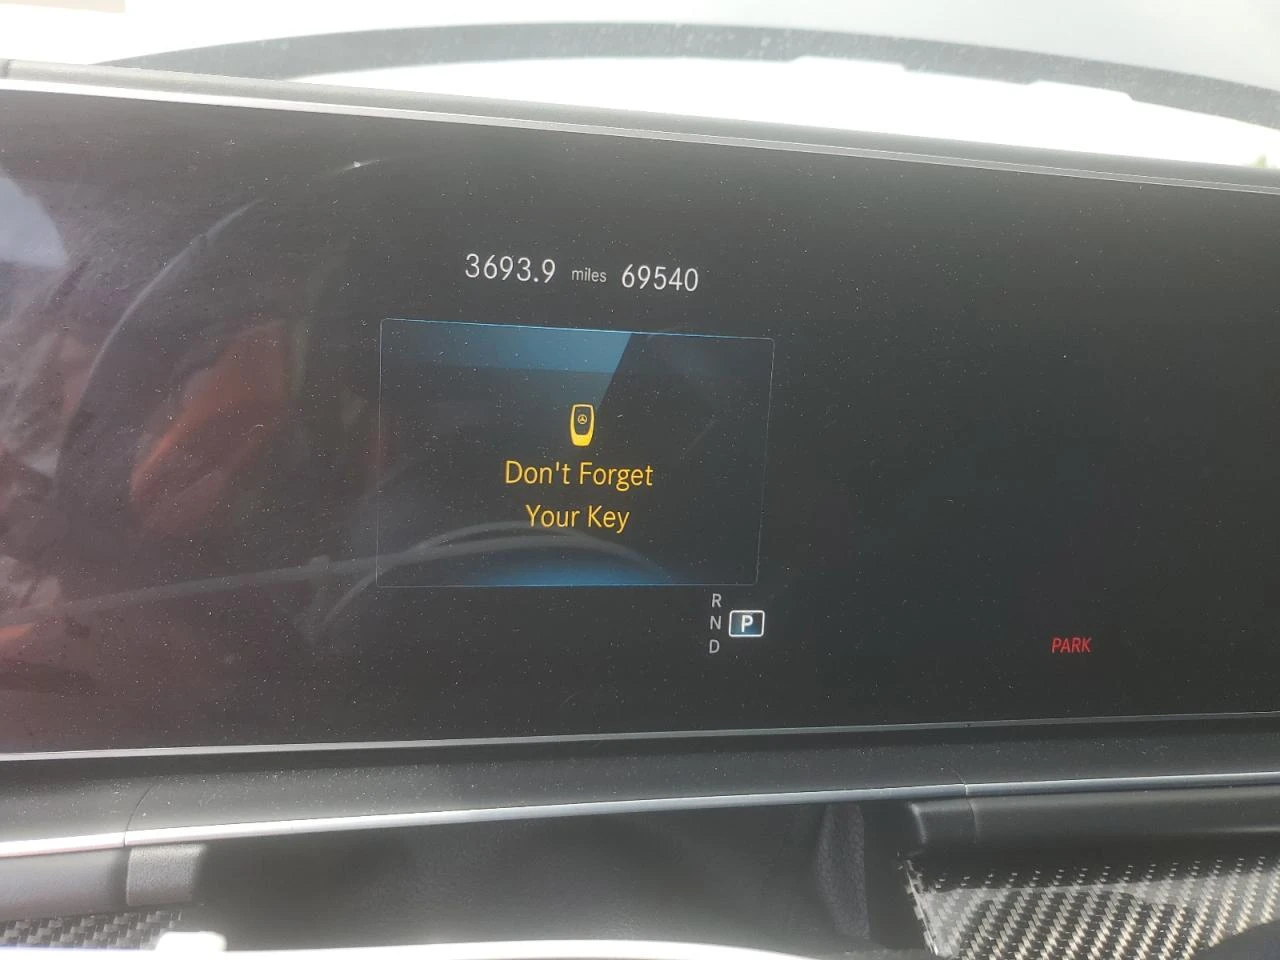 3693.9 miles 69540
Don't Forget
Your Key
R
N P
D
PARK